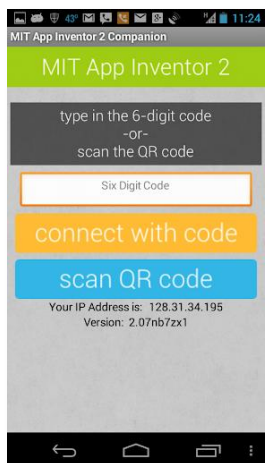 43° 11:24
MIT App Inventor 2 Companion
MIT App Inventor 2
type in the 6-digit code
-or-
scan the QR code
Six Digit Code
connect with code
scan QR code
Your IP Address is: 128.31.34.195
Version: 2.07nb7zx1